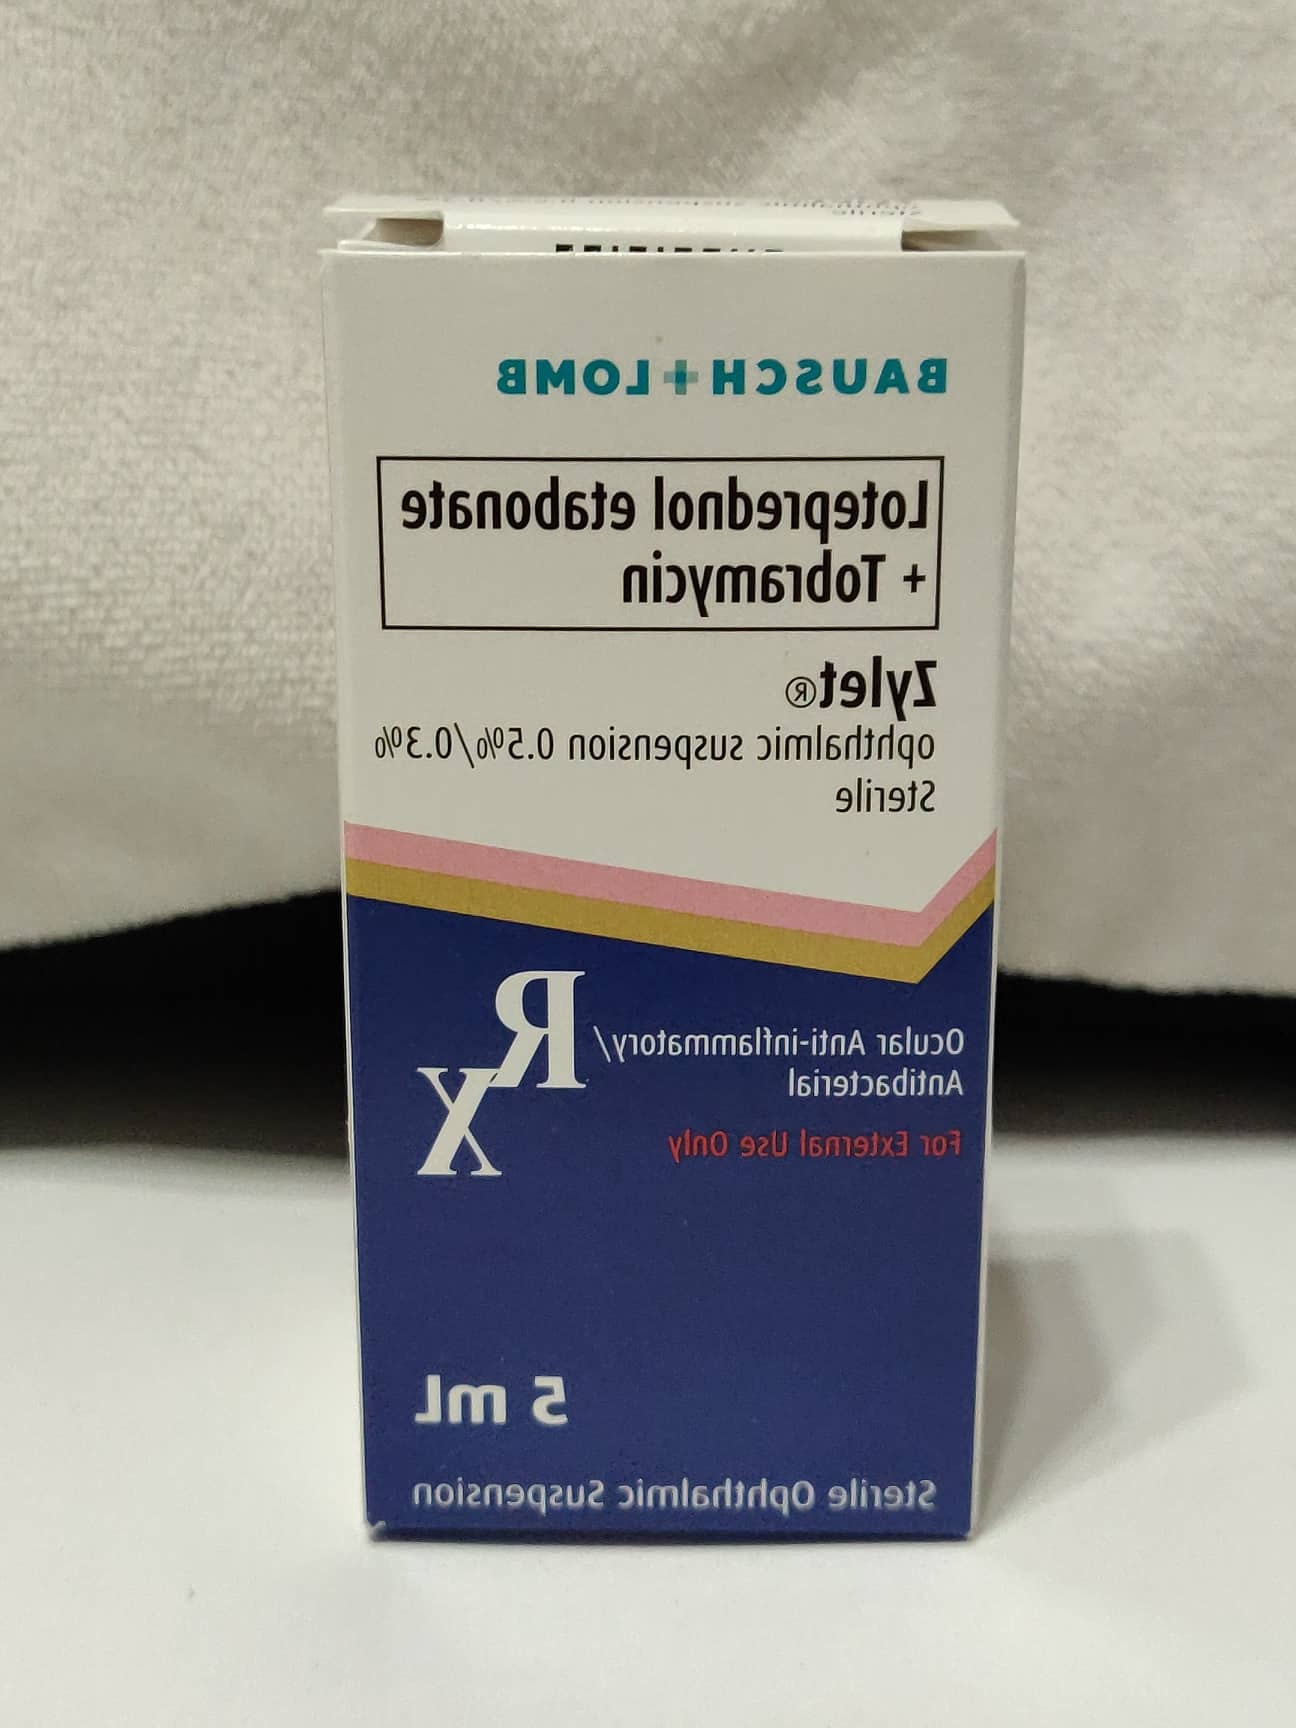 BAUSCH + LOMB
Loteprednol etabonate
+ Tobramycin
Zylet®
ophthalmic suspension 0.5%/0.3%
Sterile
Ocular Anti-inflammatory/
Antibacterial
For External Use Only
Rx
5 mL
Sterile Ophthalmic Suspension